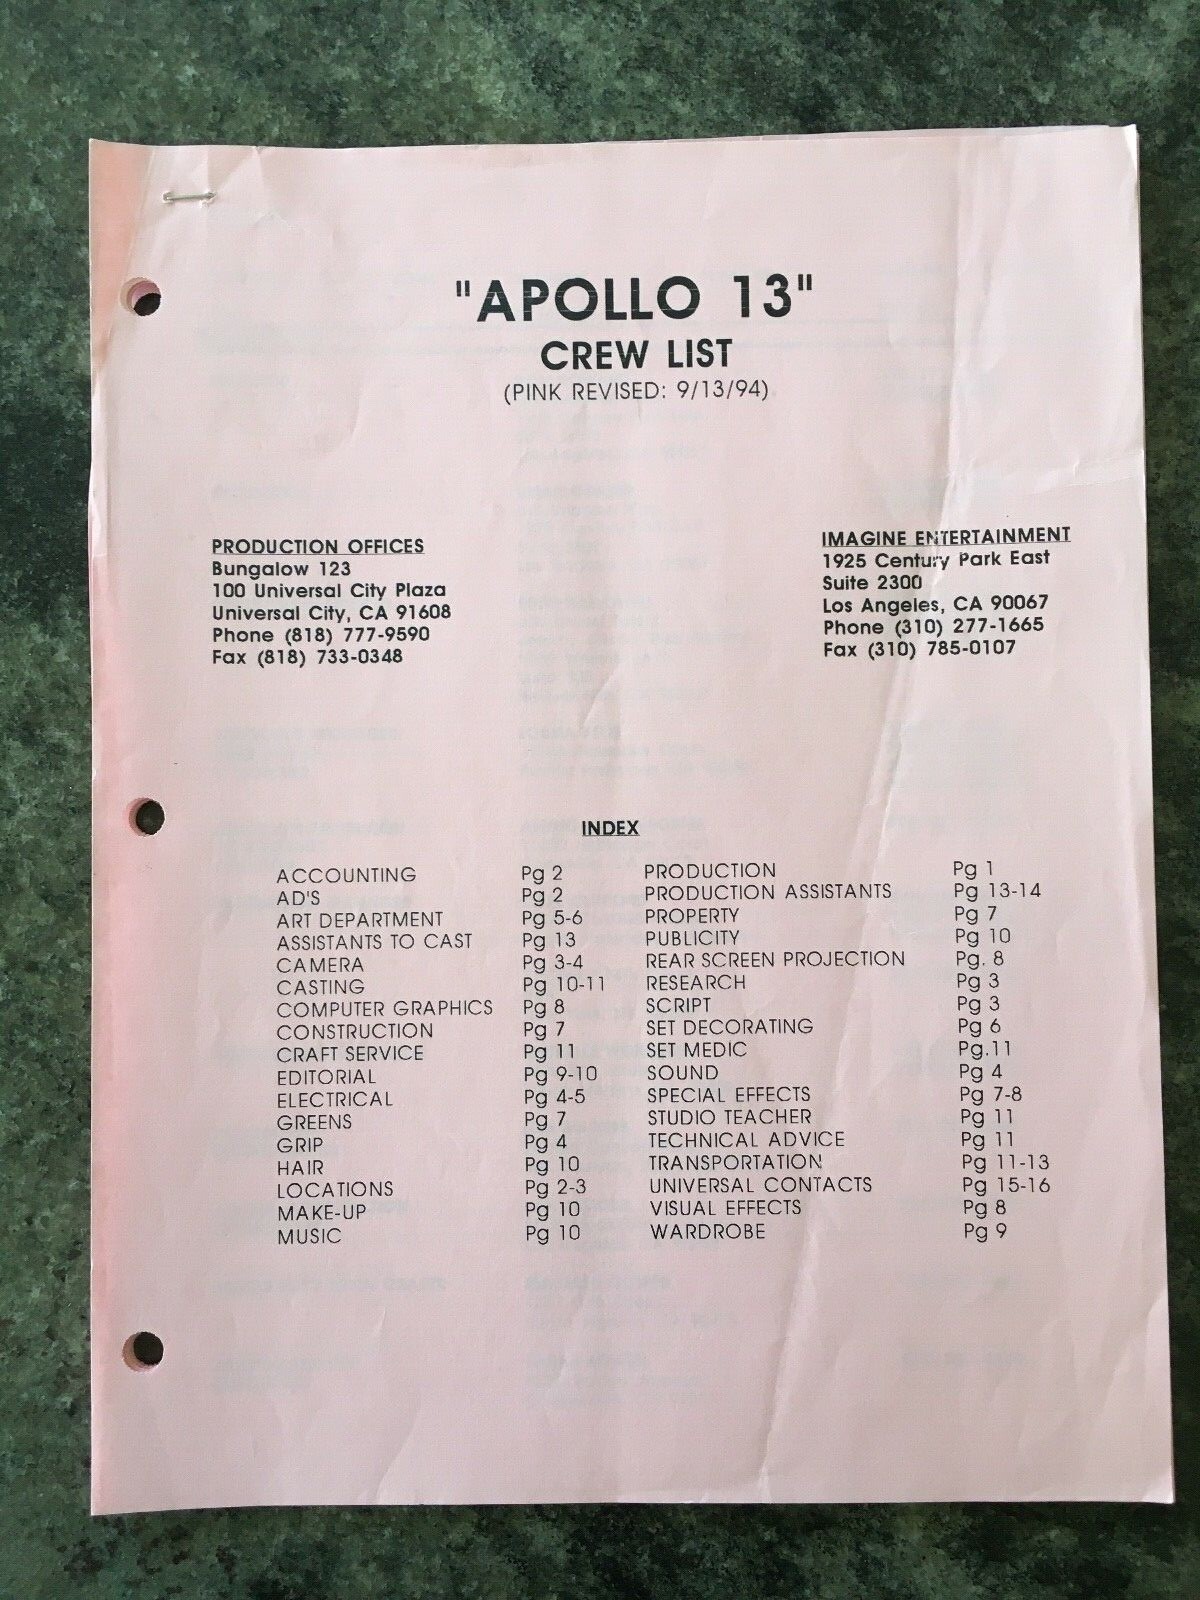 "APOLLO 13"
CREW LIST
(PINK REVISED: 9/13/94)
PRODUCTION OFFICES
Bungalow 123
100 Universal City Plaza
Universal City, CA 91608
Phone (818) 777-9590
Fax (818) 733-0348
IMAGINE ENTERTAINMENT
1925 Century Park East
Suite 2300
Los Angeles, CA 90067
Phone (310) 277-1665
Fax (310) 785-0107
INDEX
ACCOUNTING Pg 2
AD'S Pg 2
ART DEPARTMENT Pg 5-6
ASSISTANTS TO CAST Pg 13
CAMERA Pg 3-4
CASTING Pg 10-11
COMPUTER GRAPHICS Pg 8
CONSTRUCTION Pg 7
CRAFT SERVICE Pg 11
EDITORIAL Pg 9-10
ELECTRICAL Pg 4-5
GREENS Pg 7
GRIP Pg 4
HAIR Pg 10
LOCATIONS Pg 2-3
MAKE-UP Pg 10
MUSIC Pg 10
PRODUCTION Pg 1
PRODUCTION ASSISTANTS Pg 13-14
PROPERTY Pg 7
PUBLICITY Pg 10
REAR SCREEN PROJECTION Pg. 8
RESEARCH Pg 3
SCRIPT Pg 3
SET DECORATING Pg 6
SET MEDIC Pg.11
SOUND Pg 4
SPECIAL EFFECTS Pg 7-8
STUDIO TEACHER Pg 11
TECHNICAL ADVICE Pg 11
TRANSPORTATION Pg 11-13
UNIVERSAL CONTACTS Pg 15-16
VISUAL EFFECTS Pg 8
WARDROBE Pg 9